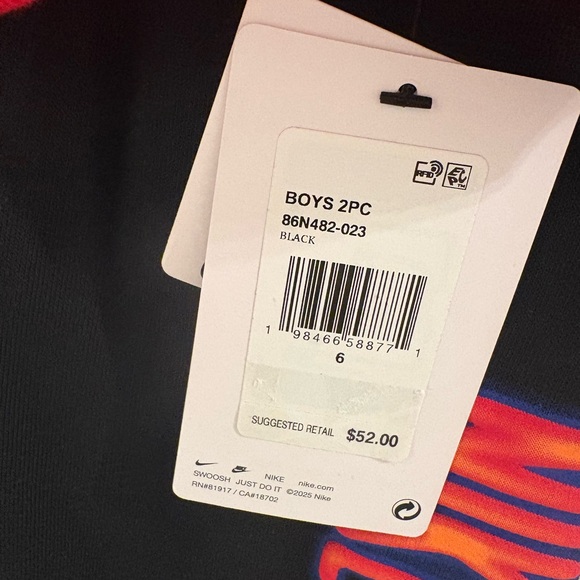 RFID
EPC™
BOYS 2PC
86N482-023
BLACK
1 98466 58877 1
6
SUGGESTED RETAIL $52.00
NIKE nike.com
SWOOSH JUST DO IT ©2025 Nike
RN#81917 / CA#18702